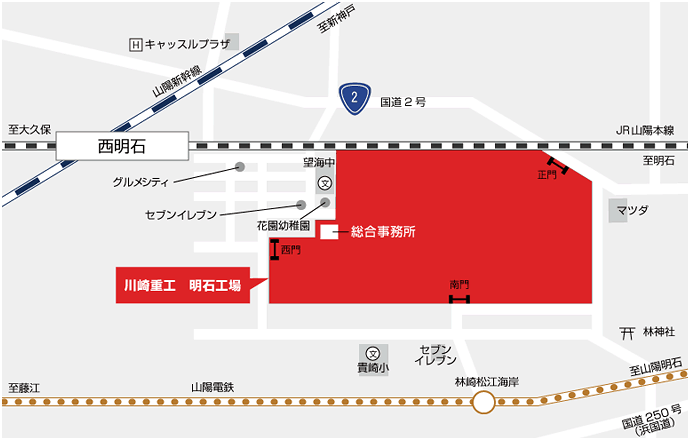 至新神戸
H キャッスルプラザ
山陽新幹線
2
国道2号
至大久保
西明石
JR山陽本線
至明石
望海中
文
正門
グルメシティ
セブンイレブン
花園幼稚園
マツダ
総合事務所
西門
川崎重工　明石工場
南門
林神社
文
貴崎小
セブン
イレブン
至山陽明石
至藤江
山陽電鉄
林崎松江海岸
国道250号
(浜国道)